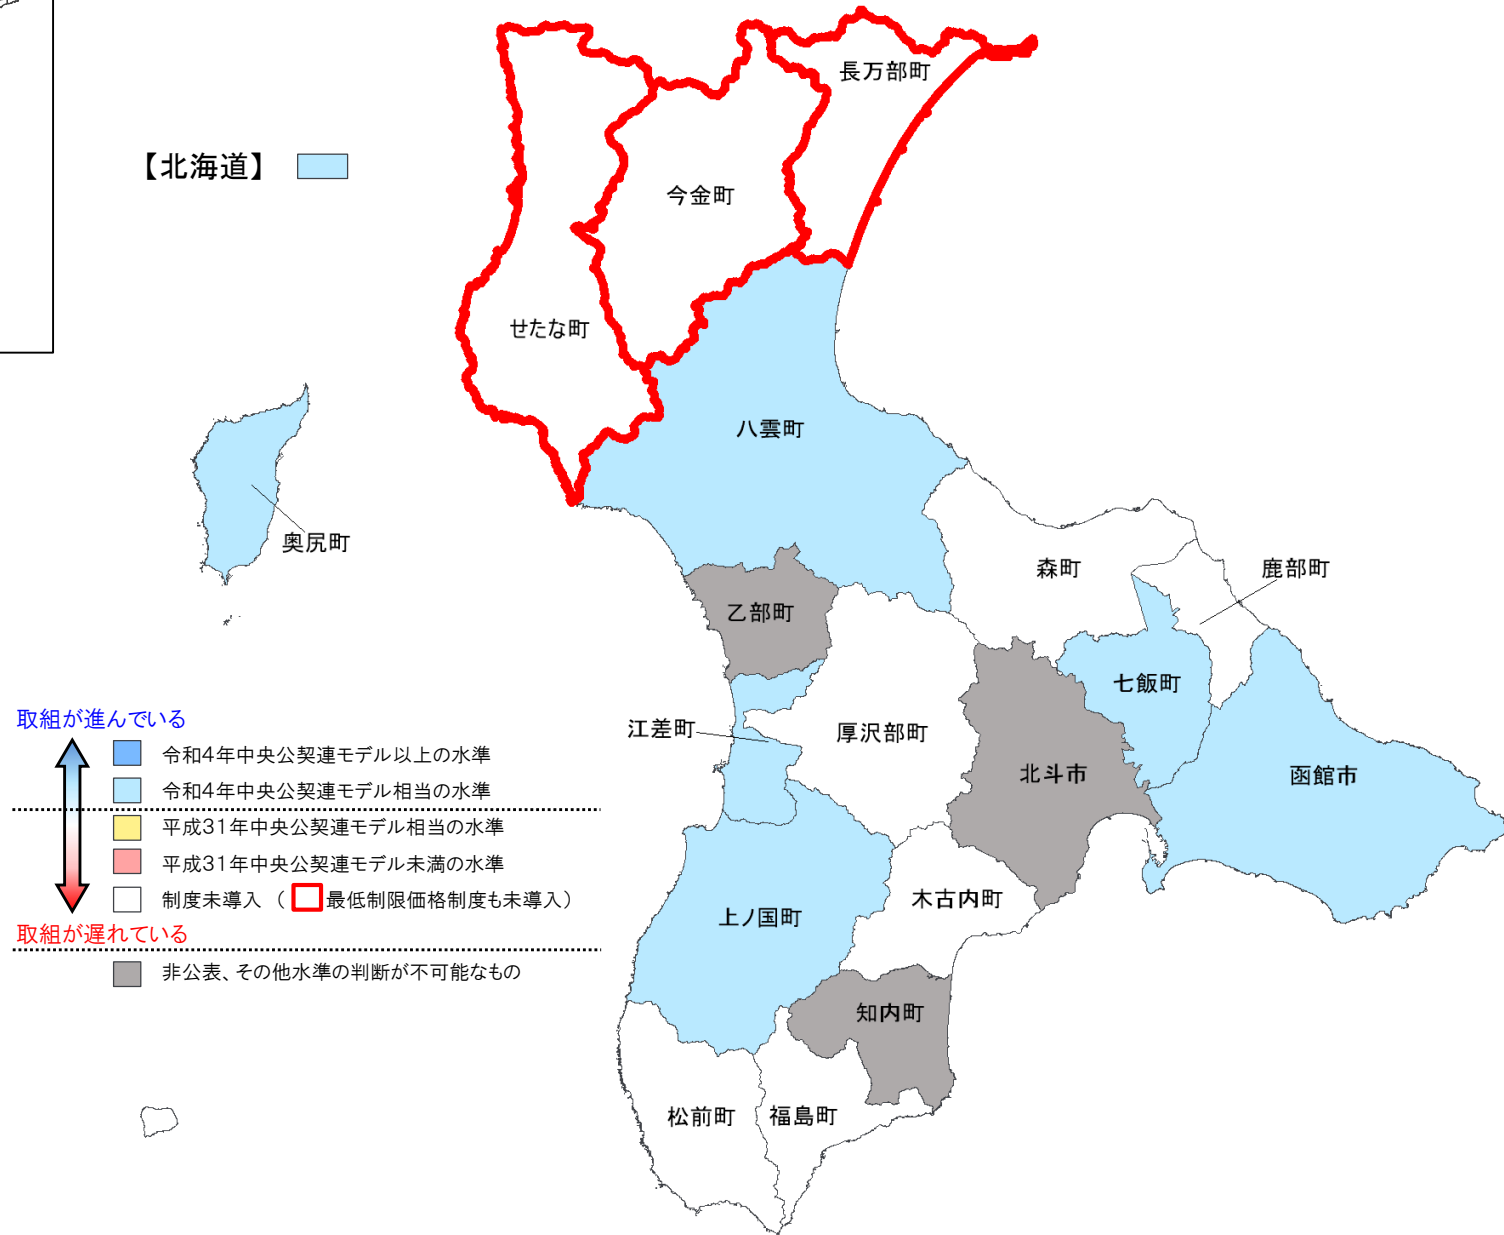 長万部町
【北海道】
今金町
せたな町
八雲町
奥尻町
森町
鹿部町
乙部町
七飯町
取組が進んでいる
江差町
厚沢部町
北斗市
函館市
令和4年中央公契連モデル以上の水準
令和4年中央公契連モデル相当の水準
平成31年中央公契連モデル相当の水準
平成31年中央公契連モデル未満の水準
制度未導入 ( 最低制限価格制度も未導入)
木古内町
上ノ国町
取組が遅れている
非公表、その他水準の判断が不可能なもの
知内町
松前町
福島町